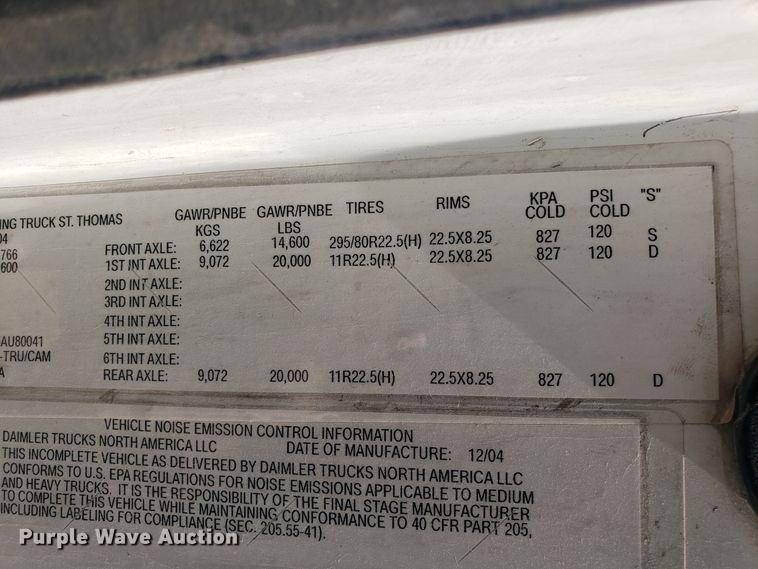 GAWR/PNBE GAWR/PNBE TIRES RIMS KPA PSI "S"
ING TRUCK ST. THOMAS KGS LBS COLD COLD
04 FRONT AXLE: 6,622 14,600 295/80R22.5(H) 22.5X8.25 827 120 S
766 1ST INT AXLE: 9,072 20,000 11R22.5(H) 22.5X8.25 827 120 D
600 2ND INT AXLE:
3RD INT AXLE:
4TH INT AXLE:
AU80041 5TH INT AXLE:
-TRU/CAM 6TH INT AXLE:
A REAR AXLE: 9,072 20,000 11R22.5(H) 22.5X8.25 827 120 D
VEHICLE NOISE EMISSION CONTROL INFORMATION
DAIMLER TRUCKS NORTH AMERICA LLC DATE OF MANUFACTURE: 12/04
THIS INCOMPLETE VEHICLE AS DELIVERED BY DAIMLER TRUCKS NORTH AMERICA LLC
CONFORMS TO U.S. EPA REGULATIONS FOR NOISE EMISSIONS APPLICABLE TO MEDIUM
AND HEAVY TRUCKS. IT IS THE RESPONSIBILITY OF THE FINAL STAGE MANUFACTURER
TO COMPLETE THIS VEHICLE WHILE MAINTAINING CONFORMANCE TO 40 CFR PART 205,
INCLUDING LABELING FOR COMPLIANCE (SEC. 205.55-41).
Purple Wave Auction